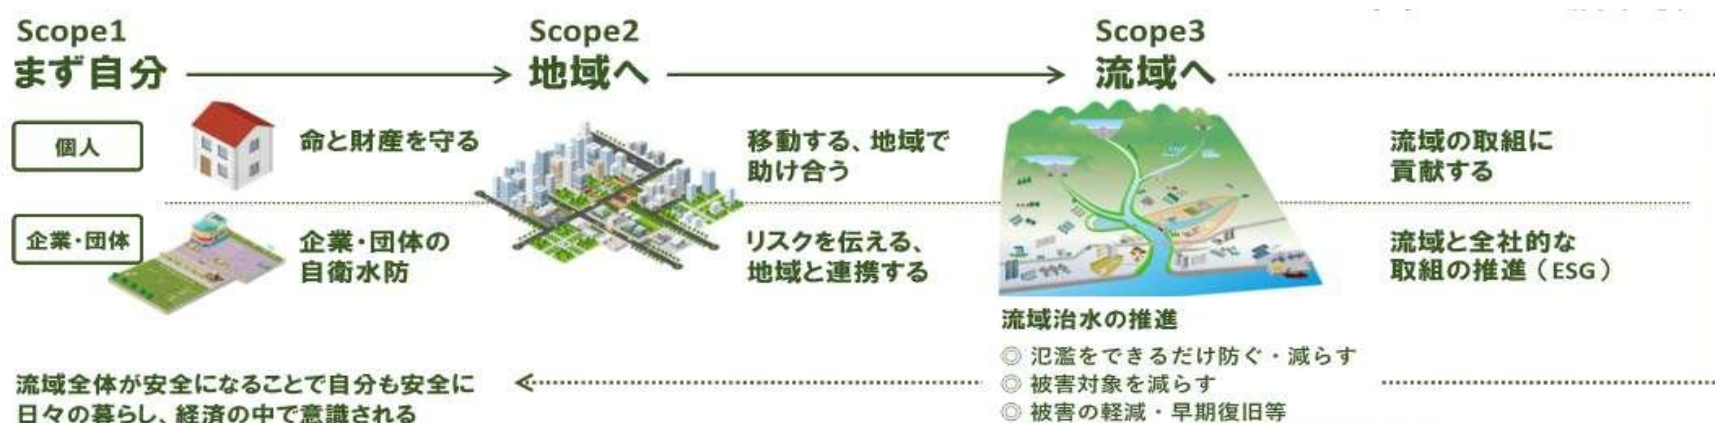 Scope1
まず自分
Scope2
地域へ
Scope3
流域へ
個人
命と財産を守る
移動する、地域で
助け合う
流域の取組に
貢献する
企業・団体
企業・団体の
自衛水防
リスクを伝える、
地域と連携する
流域と全社的な
取組の推進（ESG）
流域治水の推進
◎ 氾濫をできるだけ防ぐ・減らす
◎ 被害対象を減らす
◎ 被害の軽減・早期復旧等
流域全体が安全になることで自分も安全に
日々の暮らし、経済の中で意識される